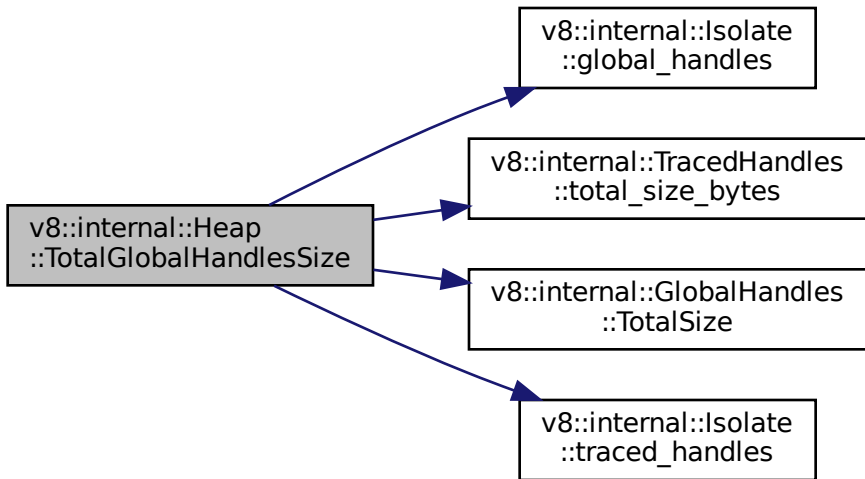 v8::internal::Isolate
::global_handles
v8::internal::TracedHandles
::total_size_bytes
v8::internal::Heap
::TotalGlobalHandlesSize
v8::internal::GlobalHandles
::TotalSize
v8::internal::Isolate
::traced_handles